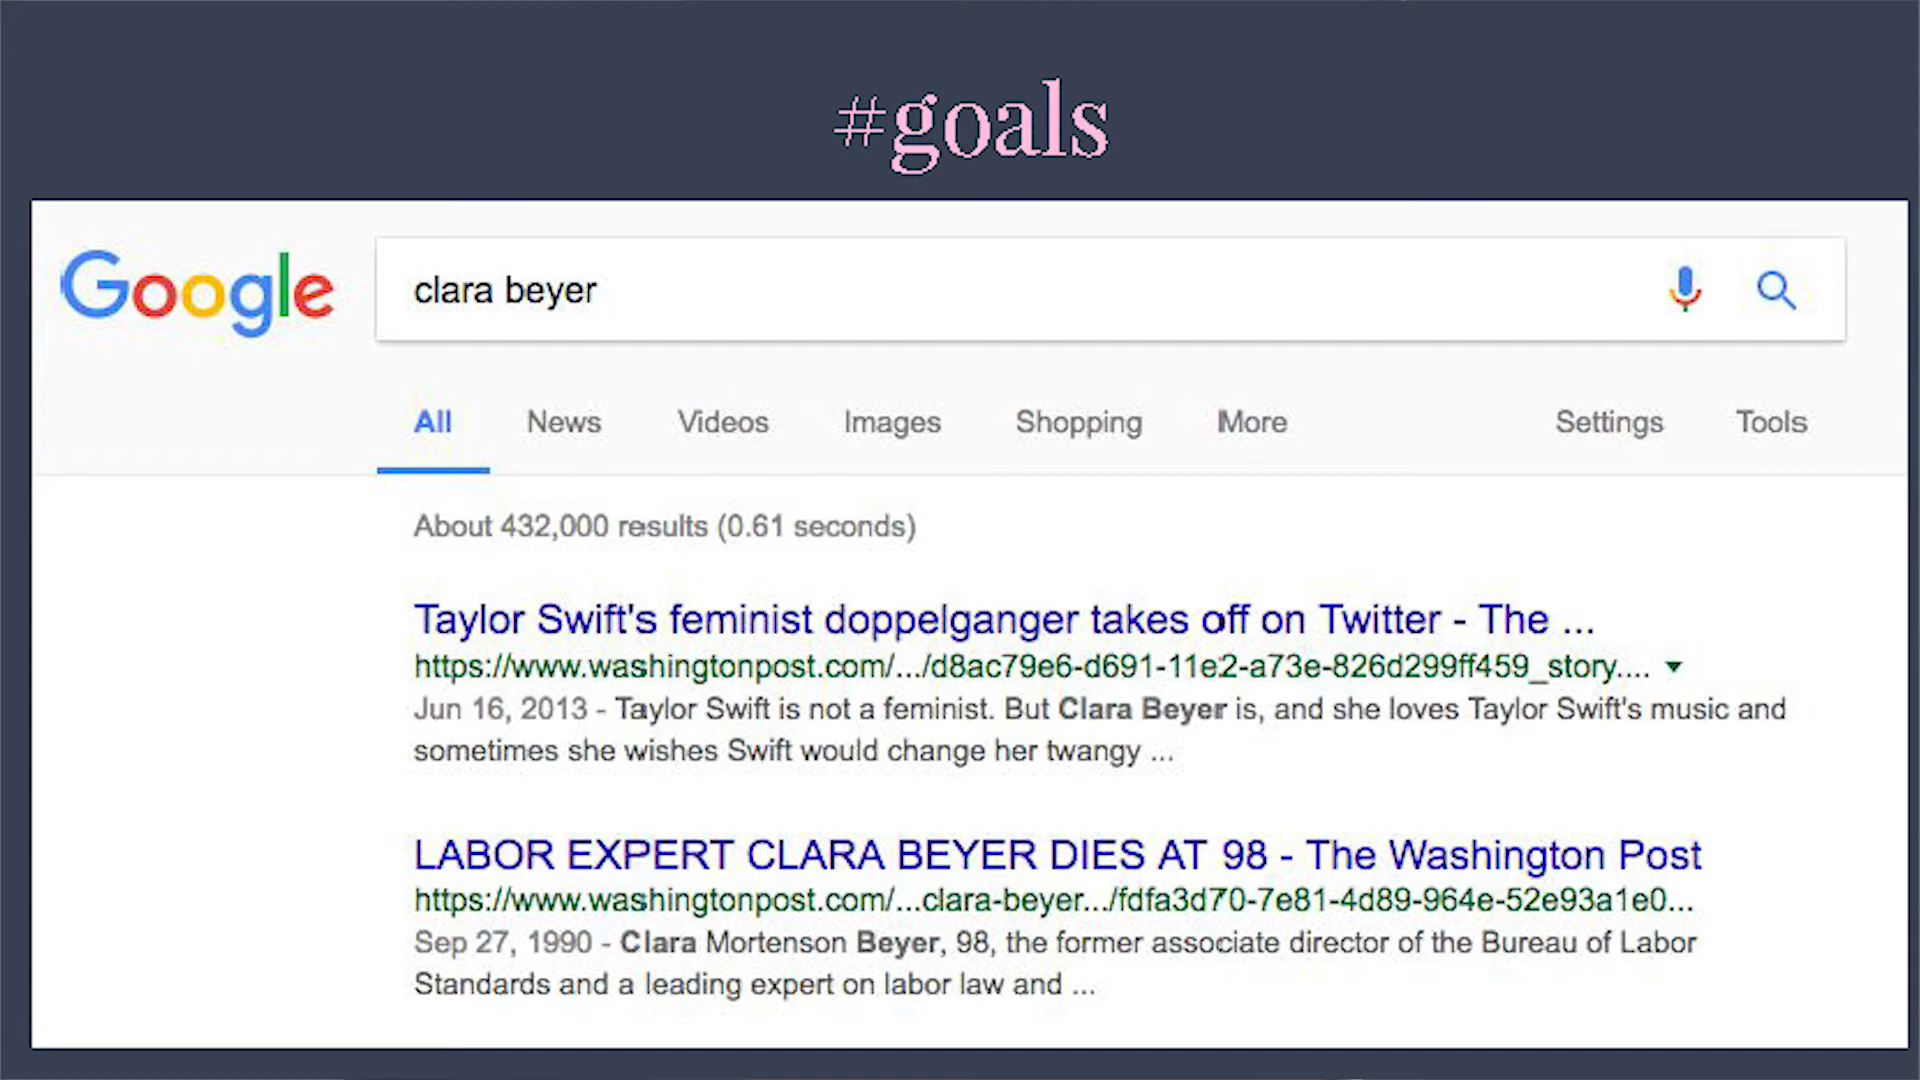 #goals
Google
clara beyer
All News Videos Images Shopping More Settings Tools
About 432,000 results (0.61 seconds)
Taylor Swift's feminist doppelganger takes off on Twitter - The ...
https://www.washingtonpost.com/.../d8ac79e6-d691-11e2-a73e-826d299ff459_story....
Jun 16, 2013 - Taylor Swift is not a feminist. But Clara Beyer is, and she loves Taylor Swift's music and
sometimes she wishes Swift would change her twangy ...
LABOR EXPERT CLARA BEYER DIES AT 98 - The Washington Post
https://www.washingtonpost.com/...clara-beyer.../fdfa3d70-7e81-4d89-964e-52e93a1e0...
Sep 27, 1990 - Clara Mortenson Beyer, 98, the former associate director of the Bureau of Labor
Standards and a leading expert on labor law and ...